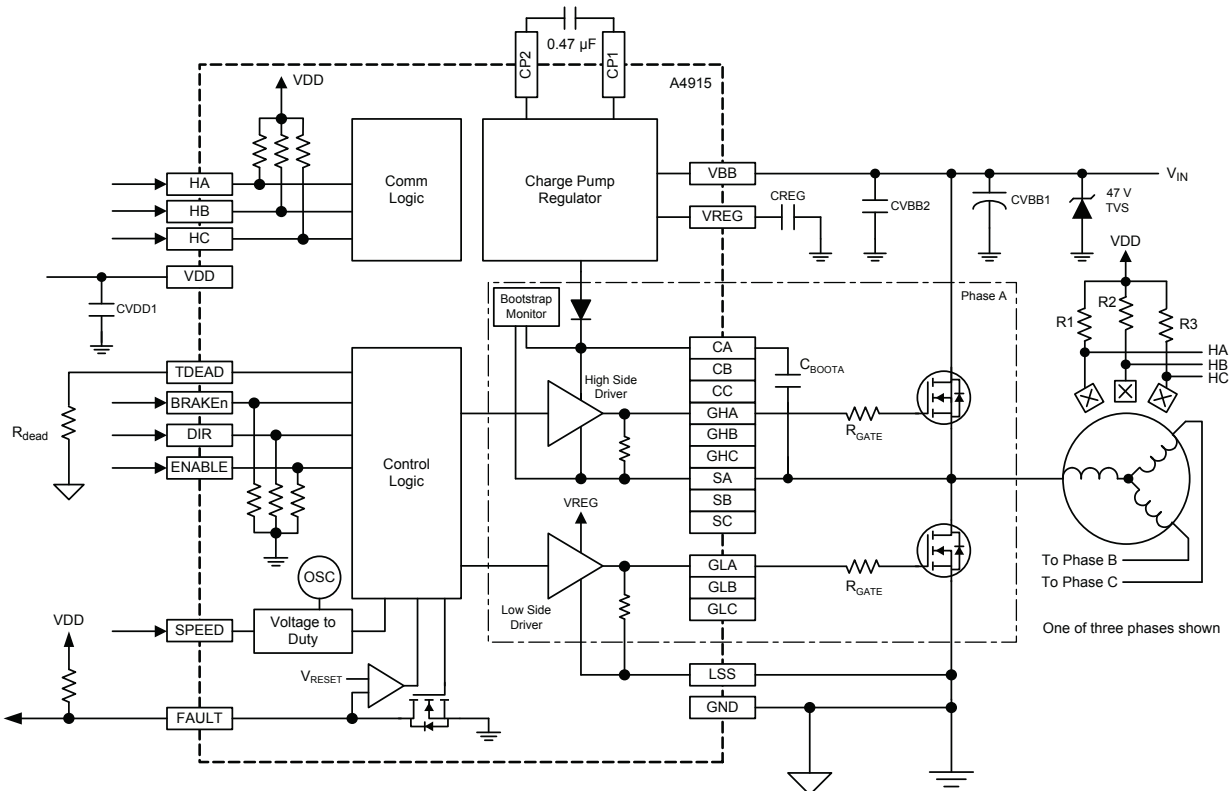 0.47 µF
CP2
CP1
A4915
VDD
HA
HB
HC
VDD
CVDD1
Comm
Logic
Charge Pump
Regulator
VBB
VREG
CREG
CVBB2
CVBB1
47 V
TVS
VIN
VDD
R1
R2
R3
HA
HB
HC
Phase A
Bootstrap
Monitor
CA
CB
CC
GHA
GHB
GHC
SA
SB
SC
GLA
GLB
GLC
LSS
GND
CBOOTA
High Side
Driver
RGATE
VREG
Low Side
Driver
RGATE
TDEAD
BRAKEn
DIR
ENABLE
Rdead
Control
Logic
OSC
Voltage to
Duty
SPEED
VDD
VRESET
FAULT
To Phase B
To Phase C
One of three phases shown